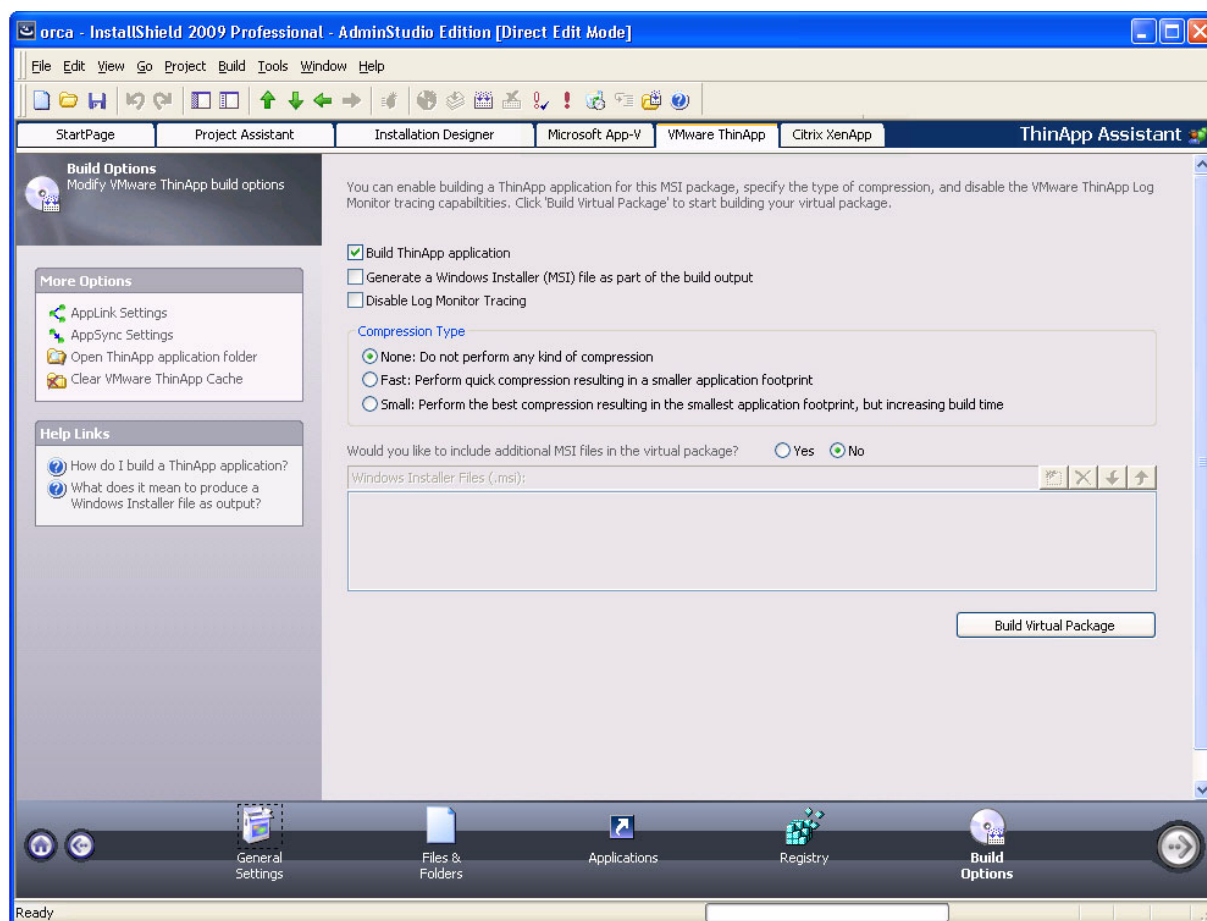 orca - InstallShield 2009 Professional - AdminStudio Edition [Direct Edit Mode]
File Edit View Go Project Build Tools Window Help
StartPage Project Assistant Installation Designer Microsoft App-V VMware ThinApp Citrix XenApp ThinApp Assistant
Build Options
Modify VMware ThinApp build options
More Options
AppLink Settings
AppSync Settings
Open ThinApp application folder
Clear VMware ThinApp Cache
Help Links
How do I build a ThinApp application?
What does it mean to produce a
Windows Installer file as output?
You can enable building a ThinApp application for this MSI package, specify the type of compression, and disable the VMware ThinApp Log
Monitor tracing capabiltities. Click 'Build Virtual Package' to start building your virtual package.
Build ThinApp application
Generate a Windows Installer (MSI) file as part of the build output
Disable Log Monitor Tracing
Compression Type
None: Do not perform any kind of compression
Fast: Perform quick compression resulting in a smaller application footprint
Small: Perform the best compression resulting in the smallest application footprint, but increasing build time
Would you like to include additional MSI files in the virtual package? Yes No
Windows Installer Files (.msi):
Build Virtual Package
General
Settings
Files &
Folders
Applications
Registry
Build
Options
Ready